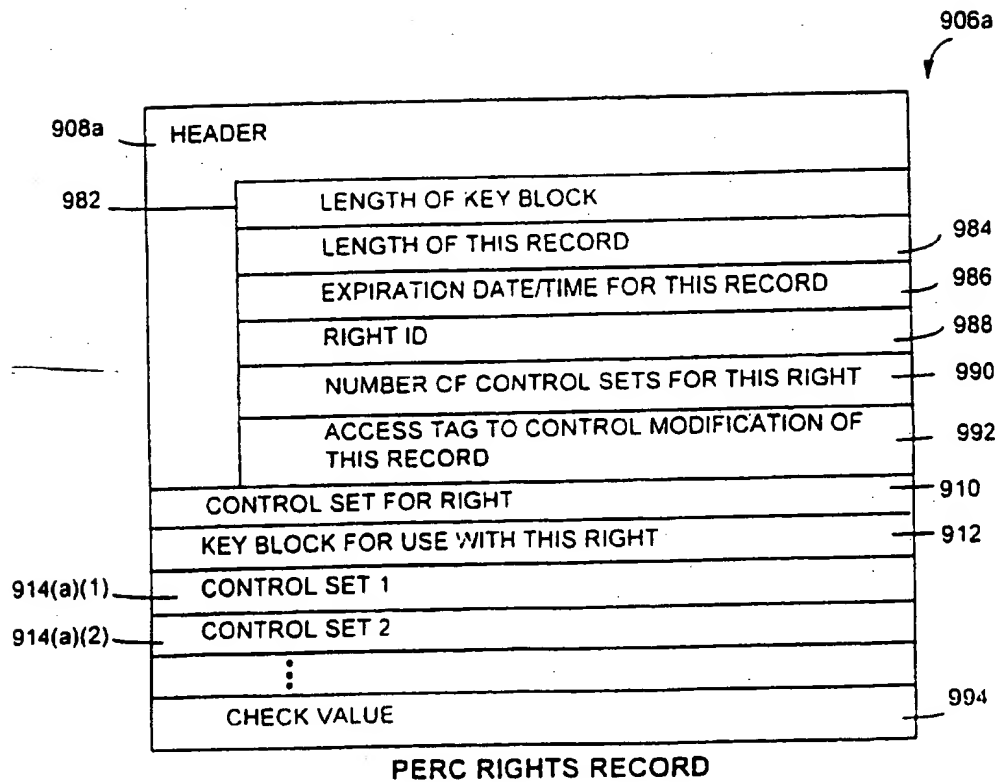 906a
908a HEADER
982 LENGTH OF KEY BLOCK
LENGTH OF THIS RECORD 984
EXPIRATION DATE/TIME FOR THIS RECORD 986
RIGHT ID 988
NUMBER OF CONTROL SETS FOR THIS RIGHT 990
ACCESS TAG TO CONTROL MODIFICATION OF 992
THIS RECORD
CONTROL SET FOR RIGHT 910
KEY BLOCK FOR USE WITH THIS RIGHT 912
914(a)(1) CONTROL SET 1
914(a)(2) CONTROL SET 2
CHECK VALUE 994
PERC RIGHTS RECORD